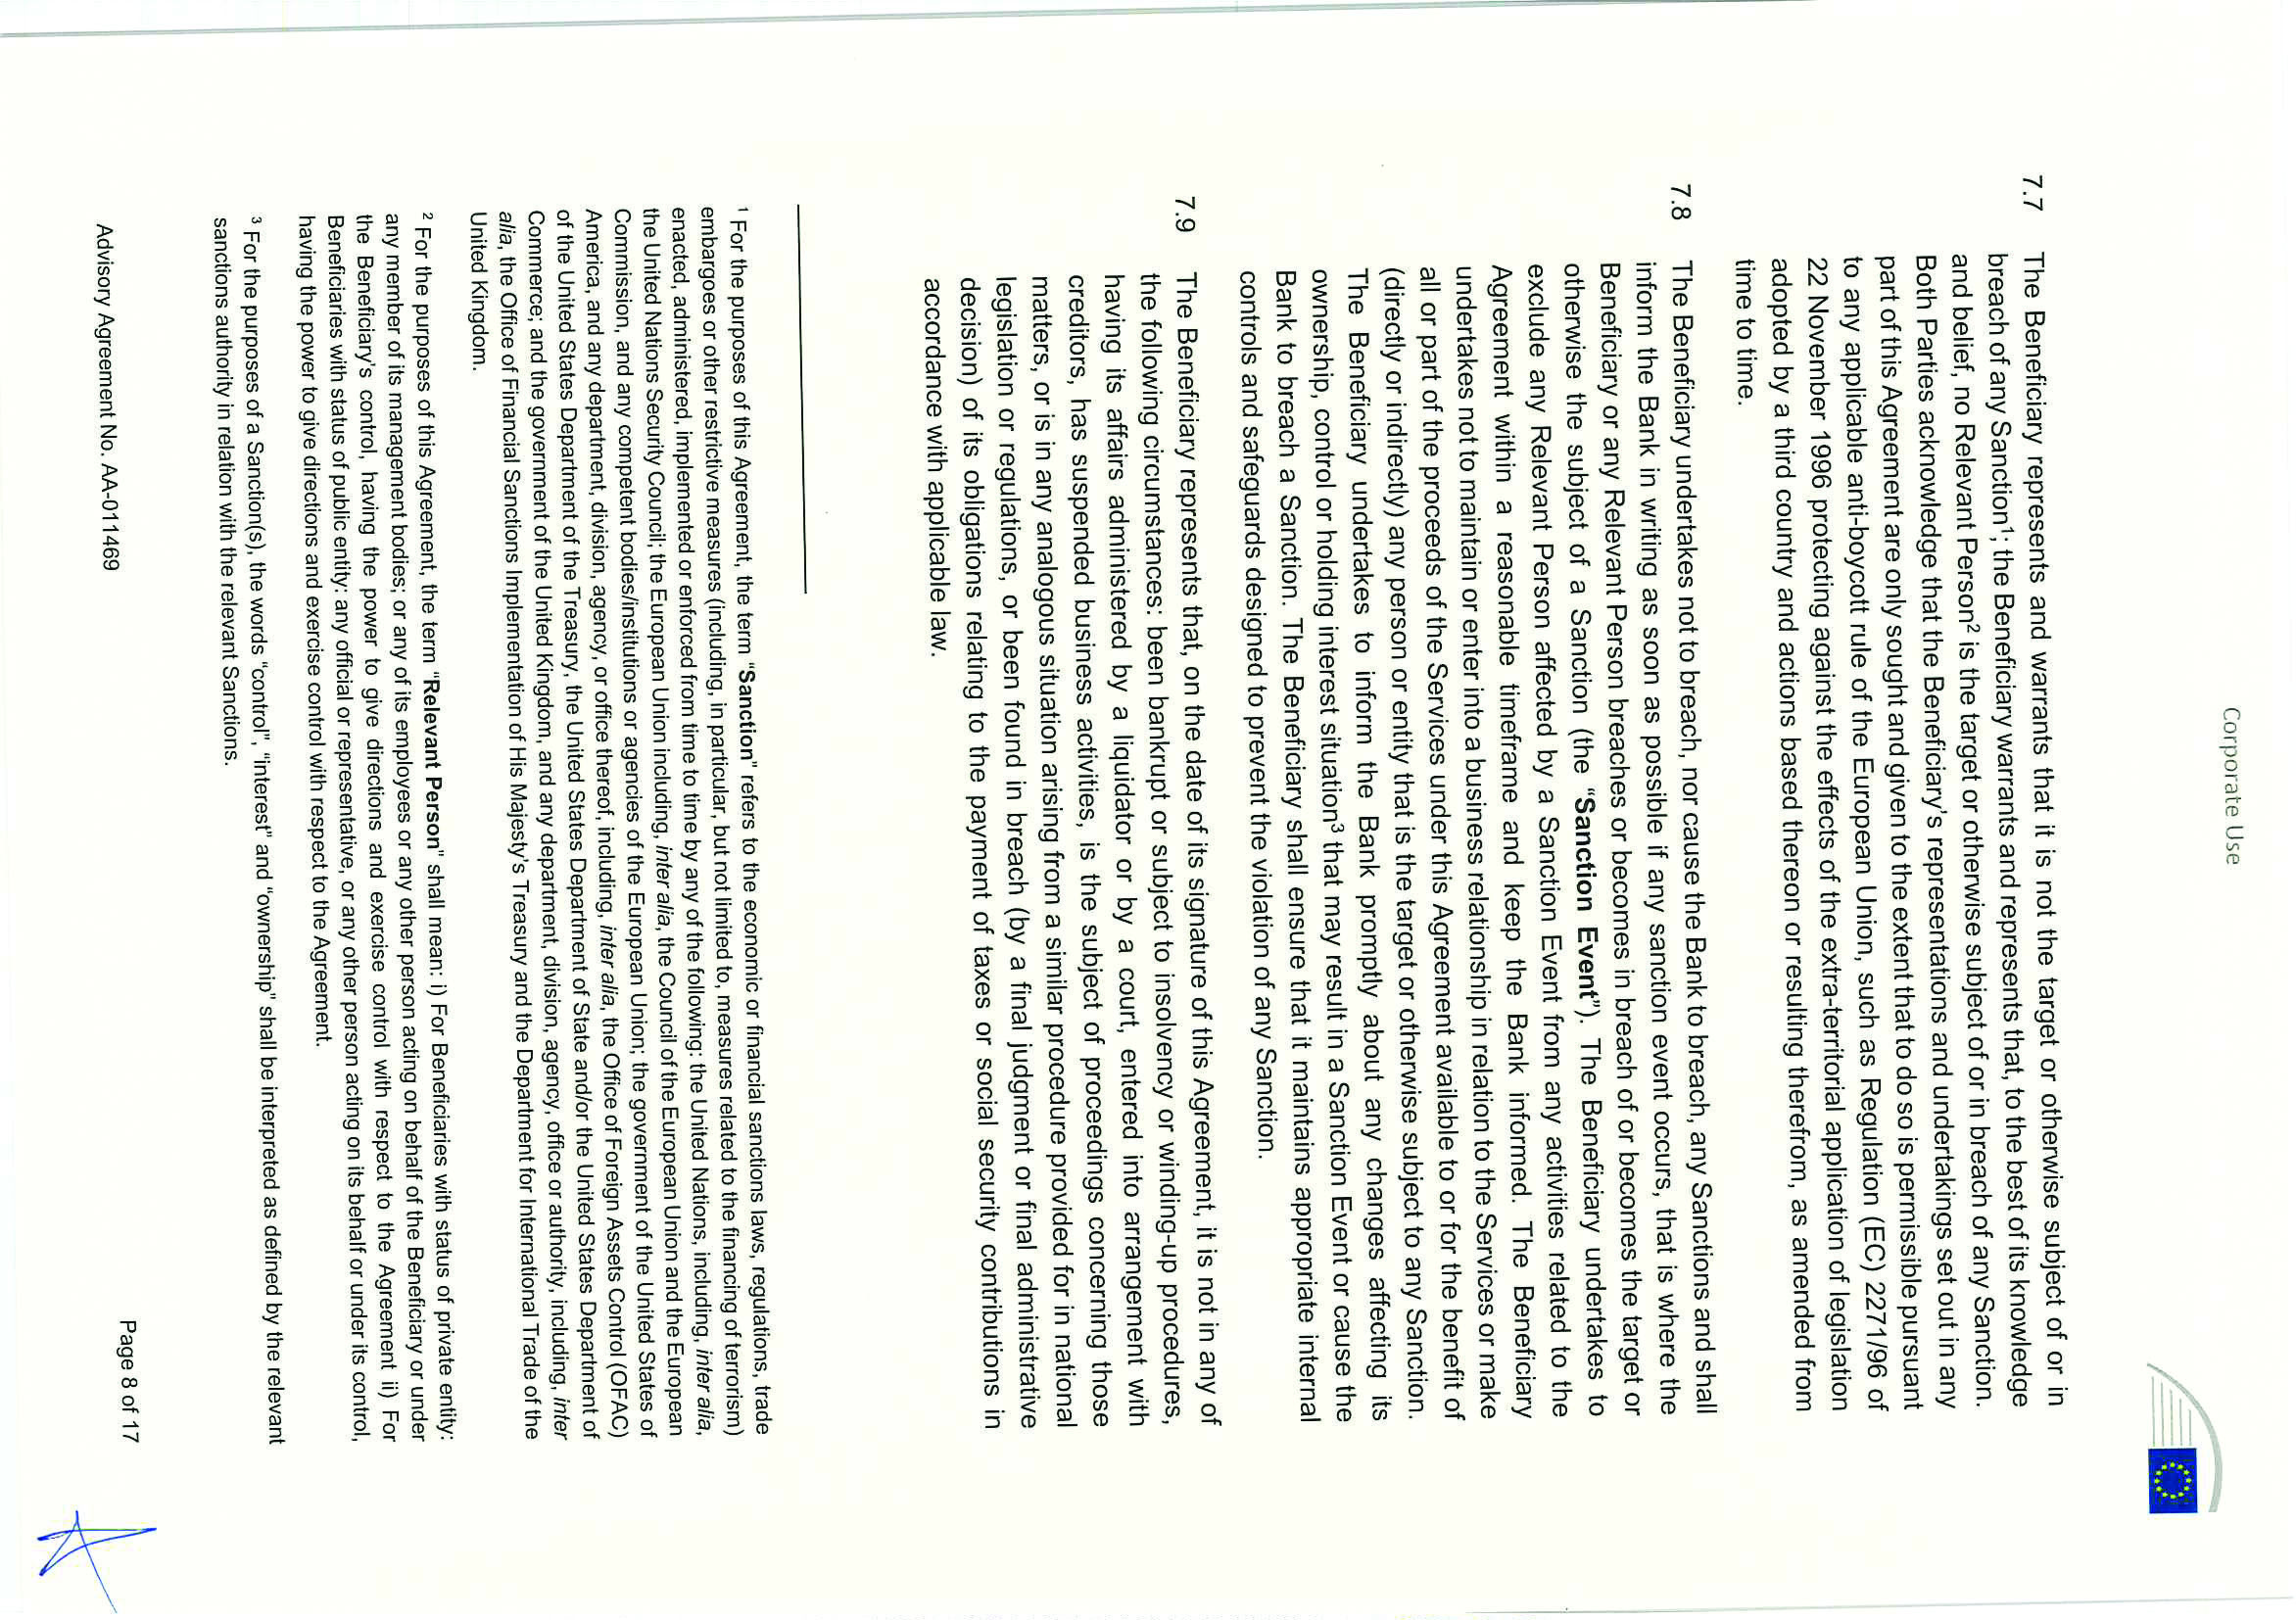 Corporate Use
7.7 The Beneficiary represents and warrants that it is not the target or otherwise subject of or in
breach of any Sanction¹; the Beneficiary warrants and represents that, to the best of its knowledge
and belief, no Relevant Person² is the target or otherwise subject of or in breach of any Sanction.
Both Parties acknowledge that the Beneficiary's representations and undertakings set out in any
part of this Agreement are only sought and given to the extent that to do so is permissible pursuant
to any applicable anti-boycott rule of the European Union, such as Regulation (EC) 2271/96 of
22 November 1996 protecting against the effects of the extra-territorial application of legislation
adopted by a third country and actions based thereon or resulting therefrom, as amended from
time to time.
7.8 The Beneficiary undertakes not to breach, nor cause the Bank to breach, any Sanctions and shall
inform the Bank in writing as soon as possible if any sanction event occurs, that is where the
Beneficiary or any Relevant Person breaches or becomes in breach of or becomes the target or
otherwise the subject of a Sanction (the “Sanction Event”). The Beneficiary undertakes to
exclude any Relevant Person affected by a Sanction Event from any activities related to the
Agreement within a reasonable timeframe and keep the Bank informed. The Beneficiary
undertakes not to maintain or enter into a business relationship in relation to the Services or make
all or part of the proceeds of the Services under this Agreement available to or for the benefit of
(directly or indirectly) any person or entity that is the target or otherwise subject to any Sanction.
The Beneficiary undertakes to inform the Bank promptly about any changes affecting its
ownership, control or holding interest situation³ that may result in a Sanction Event or cause the
Bank to breach a Sanction. The Beneficiary shall ensure that it maintains appropriate internal
controls and safeguards designed to prevent the violation of any Sanction.
7.9 The Beneficiary represents that, on the date of its signature of this Agreement, it is not in any of
the following circumstances: been bankrupt or subject to insolvency or winding-up procedures,
having its affairs administered by a liquidator or by a court, entered into arrangement with
creditors, has suspended business activities, is the subject of proceedings concerning those
matters, or is in any analogous situation arising from a similar procedure provided for in national
legislation or regulations, or been found in breach (by a final judgment or final administrative
decision) of its obligations relating to the payment of taxes or social security contributions in
accordance with applicable law.
¹ For the purposes of this Agreement, the term “Sanction” refers to the economic or financial sanctions laws, regulations, trade
embargoes or other restrictive measures (including, in particular, but not limited to, measures related to the financing of terrorism)
enacted, administered, implemented or enforced from time to time by any of the following: the United Nations, including, inter alia,
the United Nations Security Council; the European Union including, inter alia, the Council of the European Union and the European
Commission, and any competent bodies/institutions or agencies of the European Union; the government of the United States of
America, and any department, division, agency, or office thereof, including, inter alia, the Office of Foreign Assets Control (OFAC)
of the United States Department of the Treasury, the United States Department of State and/or the United States Department of
Commerce; and the government of the United Kingdom, and any department, division, agency, office or authority, including, inter
alia, the Office of Financial Sanctions Implementation of His Majesty's Treasury and the Department for International Trade of the
United Kingdom.
² For the purposes of this Agreement, the term “Relevant Person” shall mean: i) For Beneficiaries with status of private entity:
any member of its management bodies; or any of its employees or any other person acting on behalf of the Beneficiary or under
the Beneficiary's control, having the power to give directions and exercise control with respect to the Agreement ii) For
Beneficiaries with status of public entity: any official or representative, or any other person acting on its behalf or under its control,
having the power to give directions and exercise control with respect to the Agreement.
³ For the purposes of a Sanction(s), the words “control”, “interest” and “ownership” shall be interpreted as defined by the relevant
sanctions authority in relation with the relevant Sanctions.
Advisory Agreement No. AA-011469
Page 8 of 17